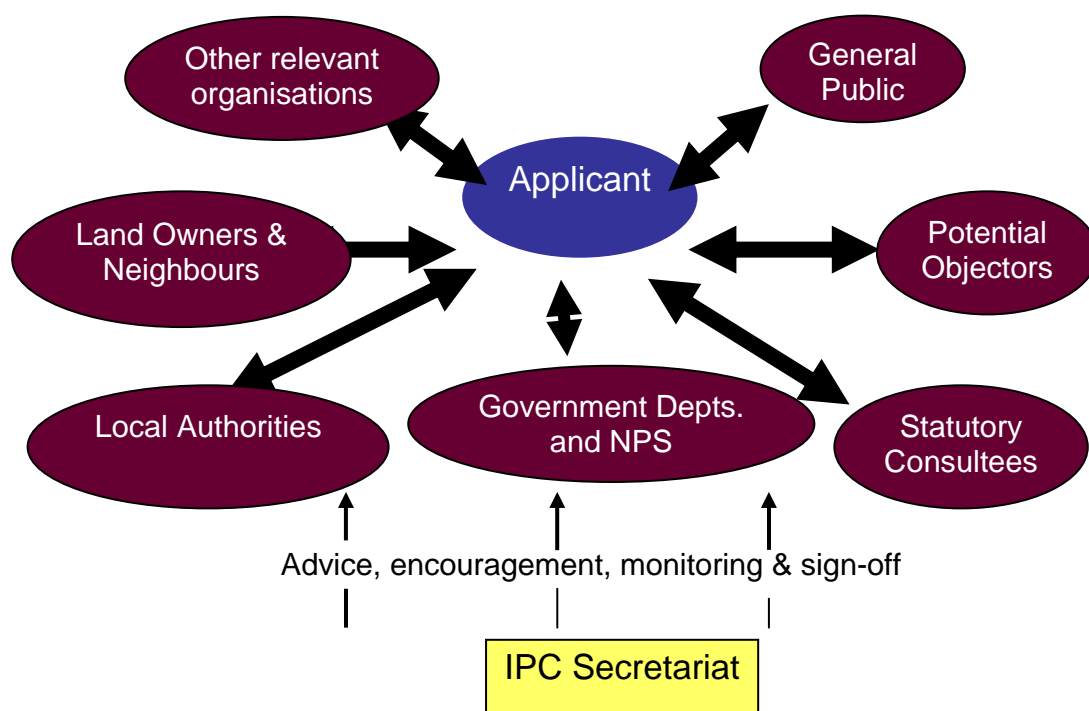 Other relevant
organisations
General
Public
Applicant
Land Owners &
Neighbours
Potential
Objectors
Local Authorities
Government Depts.
and NPS
Statutory
Consultees
Advice, encouragement, monitoring & sign-off
IPC Secretariat